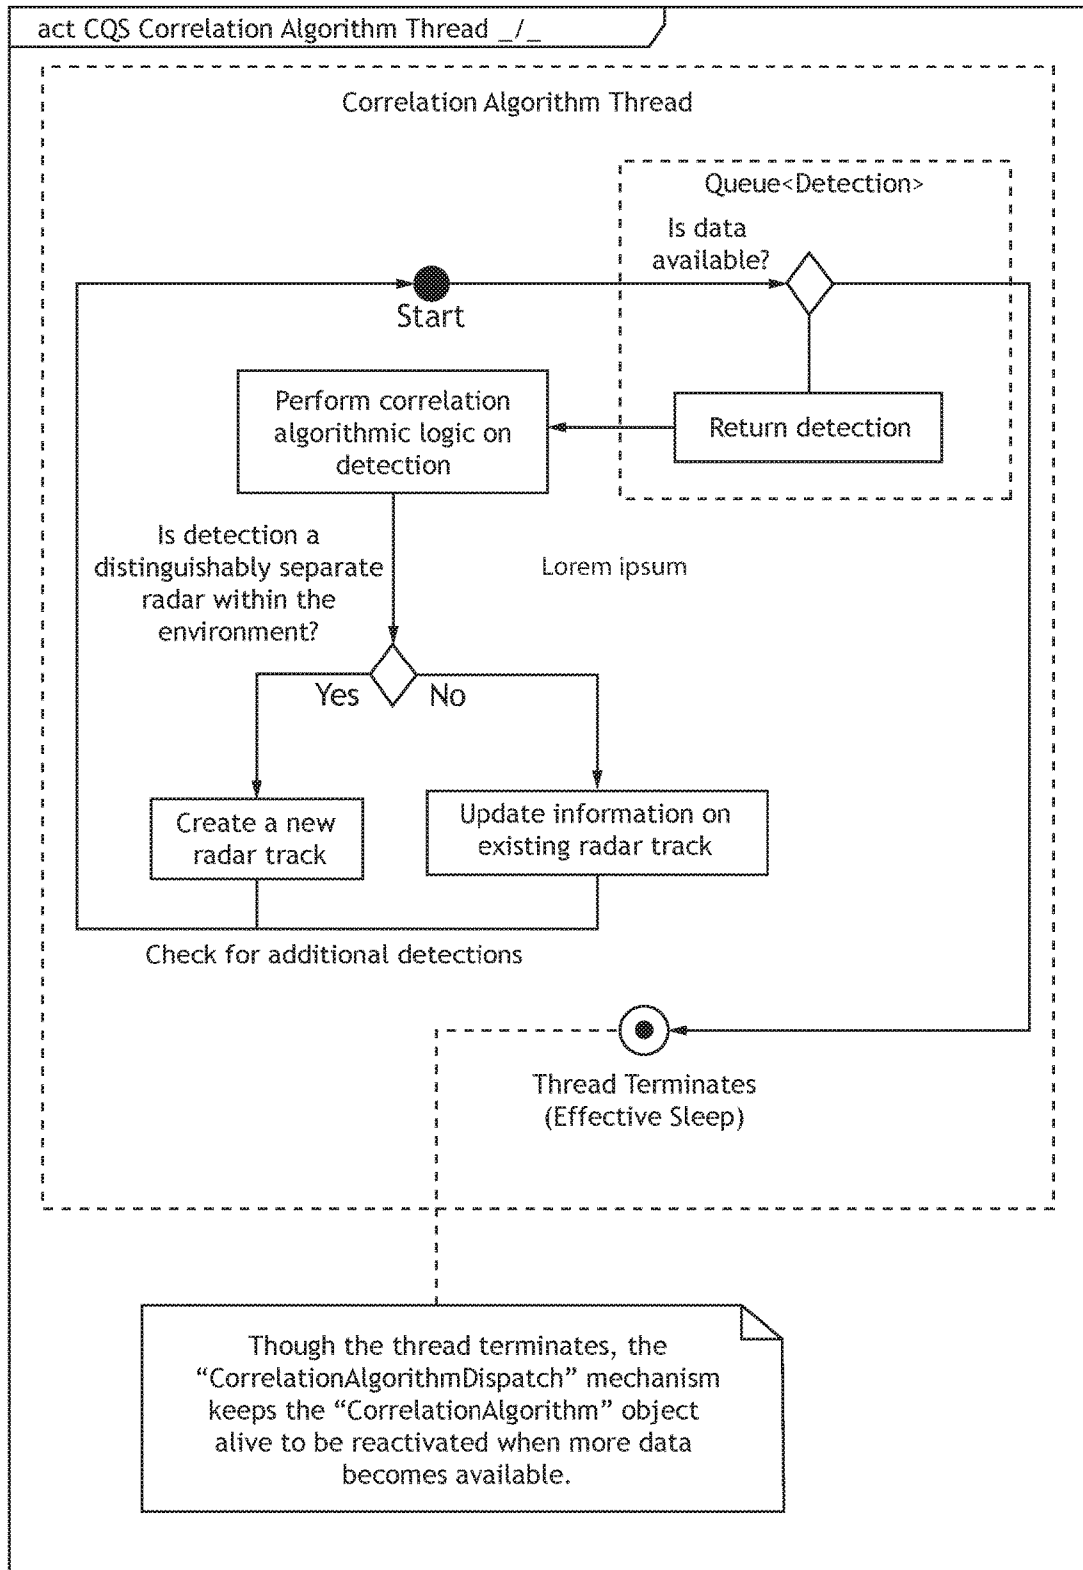 act CQS Correlation Algorithm Thread _/_
Correlation Algorithm Thread
Queue<Detection>
Is data
available?
Start
Perform correlation
algorithmic logic on
detection
Return detection
Is detection a
distinguishably separate
radar within the
environment?
Lorem ipsum
Yes
No
Create a new
radar track
Update information on
existing radar track
Check for additional detections
Thread Terminates
(Effective Sleep)
Though the thread terminates, the
“CorrelationAlgorithmDispatch” mechanism
keeps the “CorrelationAlgorithm” object
alive to be reactivated when more data
becomes available.